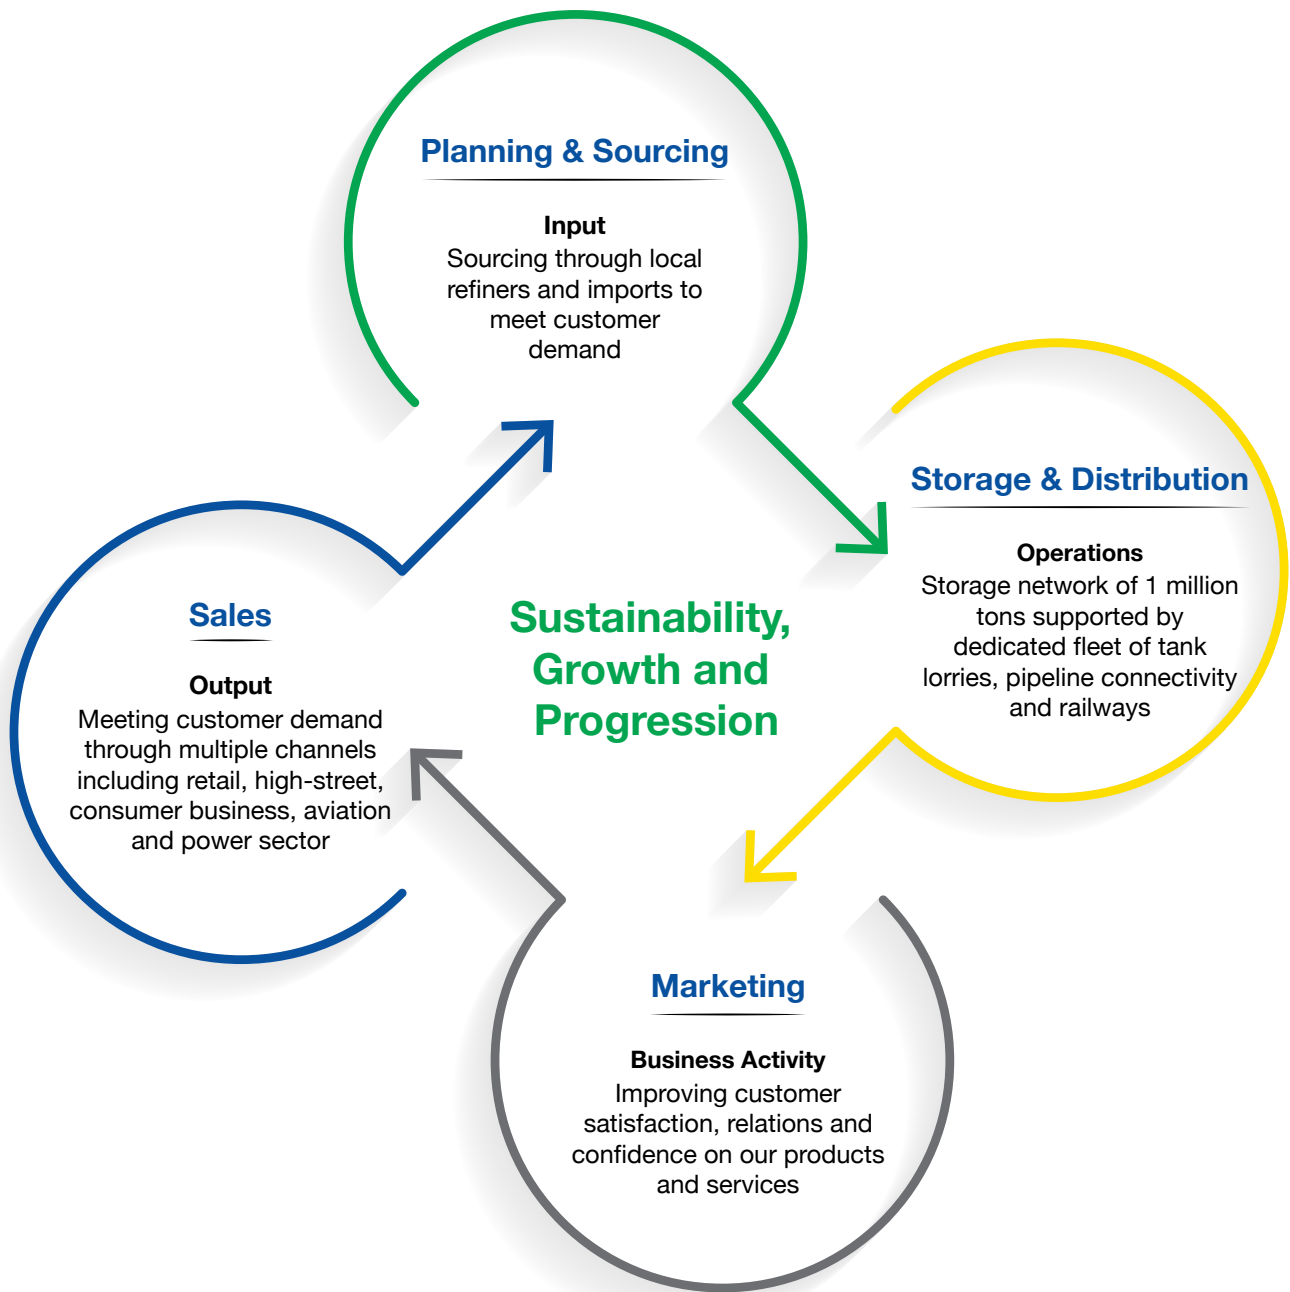 Planning & Sourcing
Input
Sourcing through local
refiners and imports to
meet customer
demand
Storage & Distribution
Operations
Storage network of 1 million
tons supported by
dedicated fleet of tank
lorries, pipeline connectivity
and railways
Sustainability,
Growth and
Progression
Sales
Output
Meeting customer demand
through multiple channels
including retail, high-street,
consumer business, aviation
and power sector
Marketing
Business Activity
Improving customer
satisfaction, relations and
confidence on our products
and services